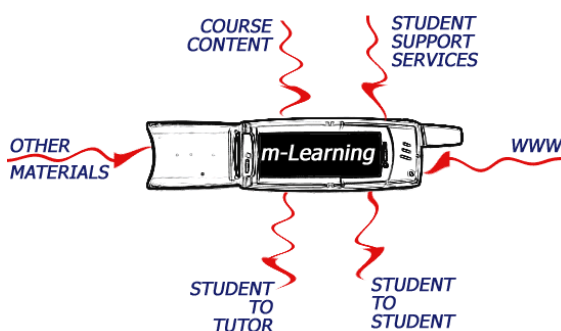 COURSE
CONTENT
STUDENT
SUPPORT
SERVICES
OTHER
MATERIALS
m-Learning
WWW
STUDENT
TO
TUTOR
STUDENT
TO
STUDENT